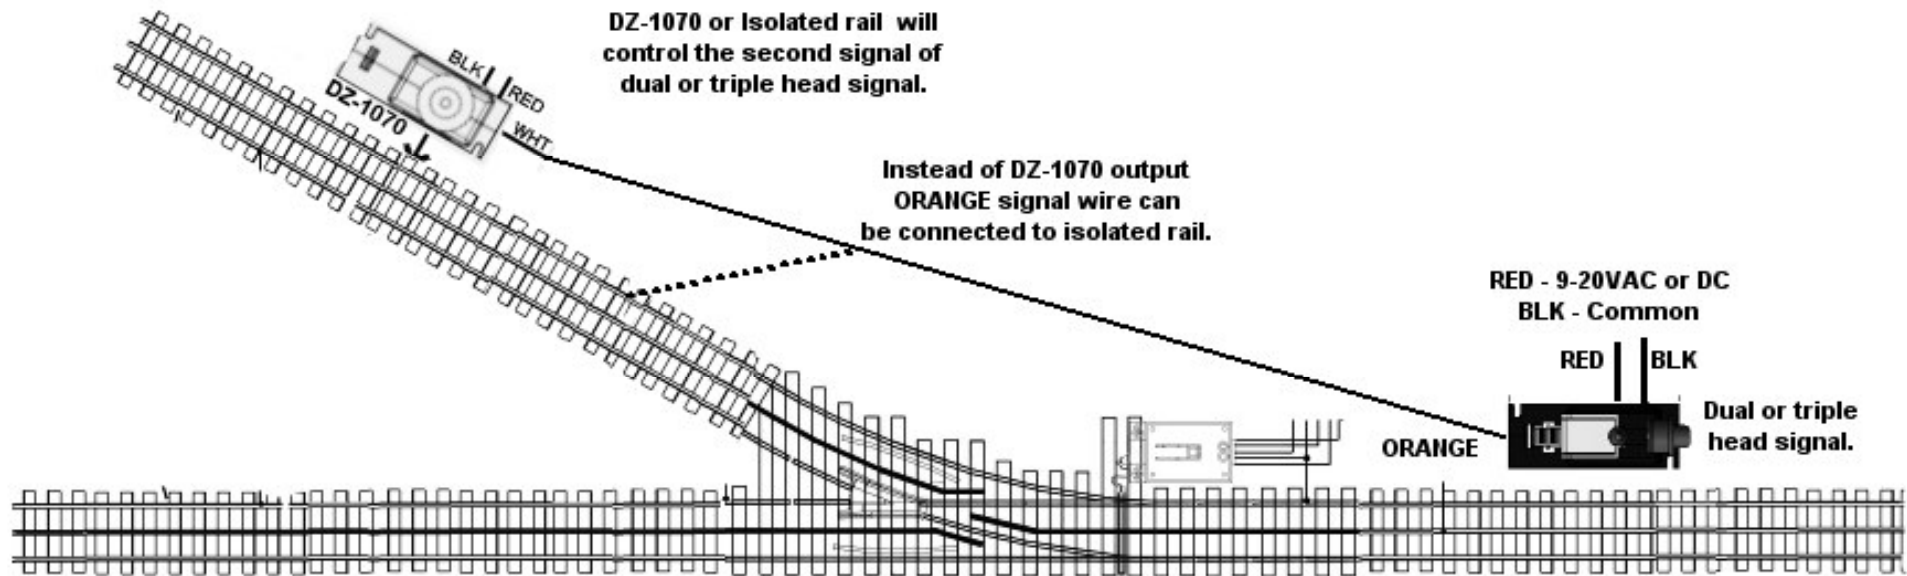 DZ-1070 or Isolated rail will
control the second signal of
dual or triple head signal.
BLK
RED
DZ-1070
WHT
Instead of DZ-1070 output
ORANGE signal wire can
be connected to isolated rail.
RED - 9-20VAC or DC
BLK - Common
RED
BLK
Dual or triple
head signal.
ORANGE